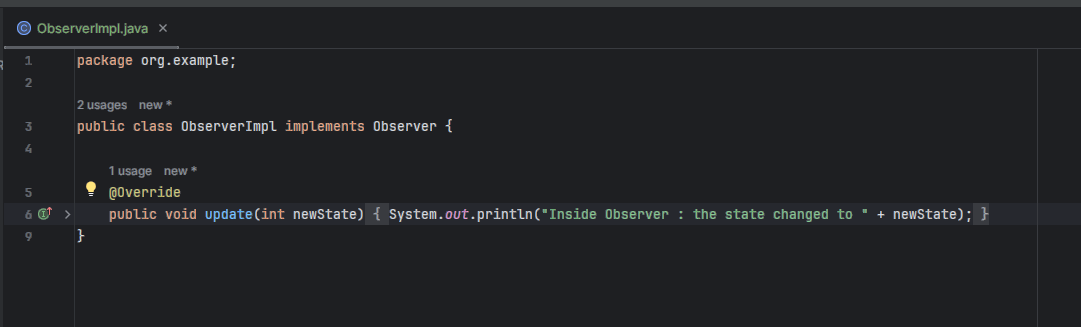 ObserverImpl.java
1 package org.example;
2
2 usages new *
3 public class ObserverImpl implements Observer {
4
1 usage new *
5 @Override
6 public void update(int newState) { System.out.println("Inside Observer : the state changed to " + newState); }
9 }